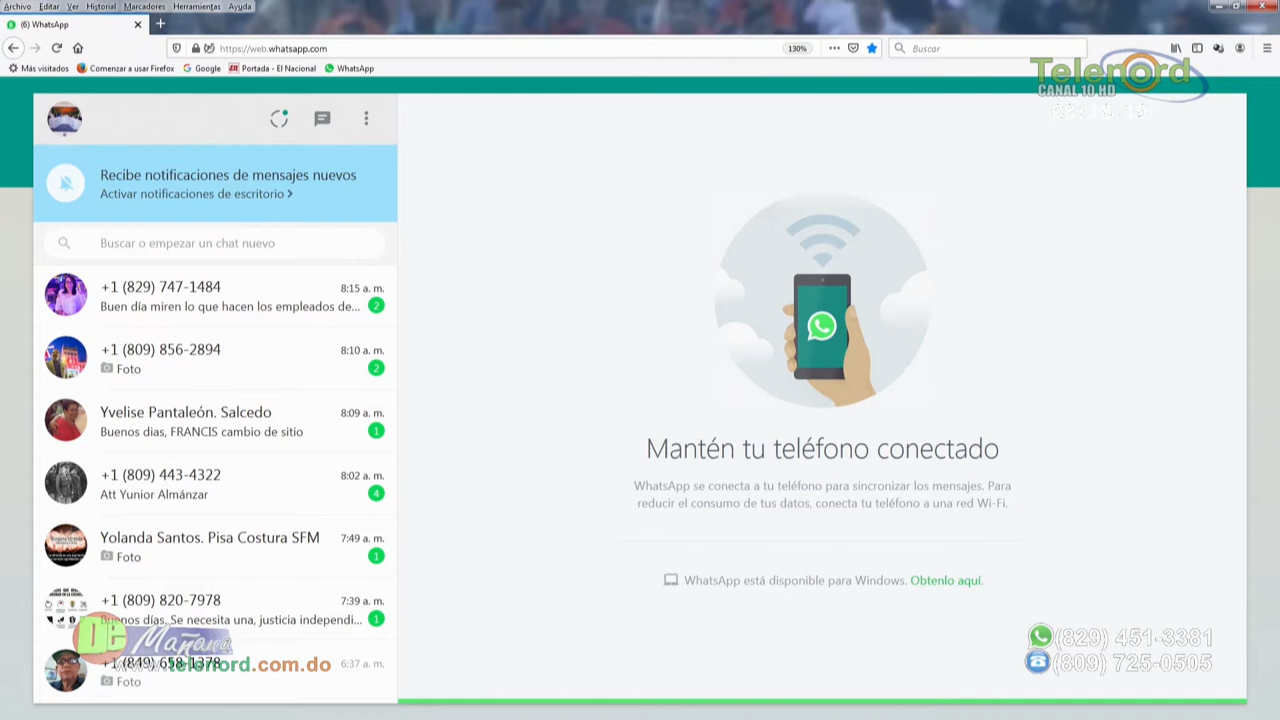 Archivo Editar Ver Historial Marcadores Herramientas Ayuda
(6) WhatsApp
https://web.whatsapp.com
130%
Buscar
Más visitados Comenzar a usar Firefox Google Portada - El Nacional WhatsApp
Telenord
CANAL 10 HD
Recibe notificaciones de mensajes nuevos
Activar notificaciones de escritorio >
Buscar o empezar un chat nuevo
+1 (829) 747-1484 8:15 a. m.
Buen día miren lo que hacen los empleados de... 2
+1 (809) 856-2894 8:10 a. m.
Foto 2
Yvelise Pantaleón. Salcedo 8:09 a. m.
Buenos dias, FRANCIS cambio de sitio 1
+1 (809) 443-4322 8:02 a. m.
Att Yunior Almánzar 4
Yolanda Santos. Pisa Costura SFM 7:49 a. m.
Foto 1
+1 (809) 820-7978 7:39 a. m.
Buenos días, Se necesita una, justicia independi... 1
+1 (849) 658-1378 6:37 a. m.
Foto
De Mañana
www.telenord.com.do
Mantén tu teléfono conectado
WhatsApp se conecta a tu teléfono para sincronizar los mensajes. Para
reducir el consumo de tus datos, conecta tu teléfono a una red Wi-Fi.
WhatsApp está disponible para Windows. Obtenlo aquí.
(829) 451-3381
(809) 725-0505